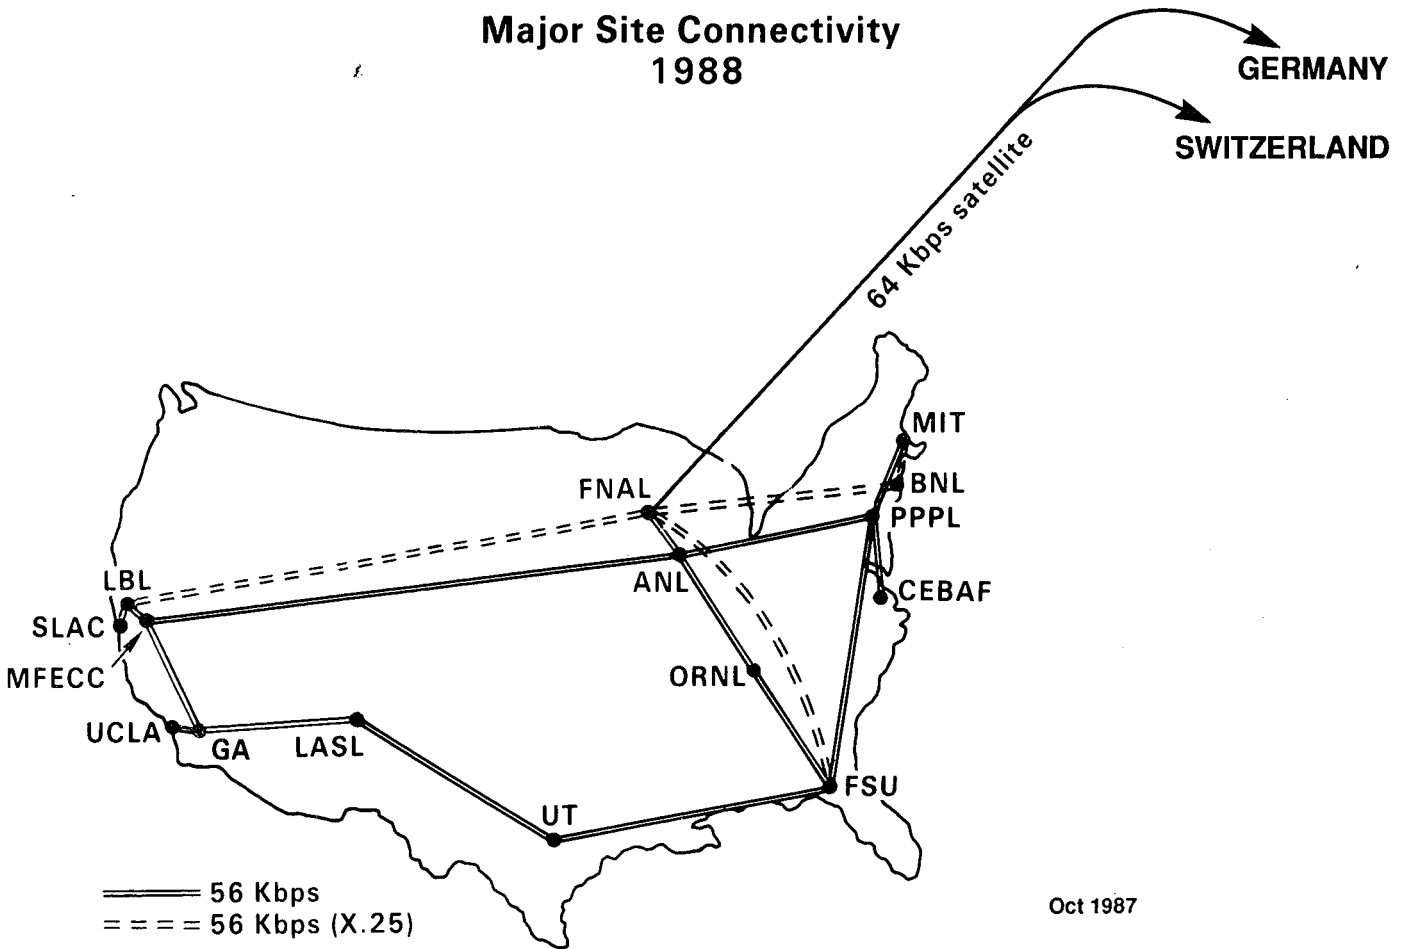 Major Site Connectivity
1988
GERMANY
SWITZERLAND
64 Kbps satellite
MIT
BNL
FNAL
PPPL
ANL
CEBAF
LBL
SLAC
MFECC
ORNL
UCLA
GA
LASL
FSU
UT
56 Kbps
56 Kbps (X.25)
Oct 1987